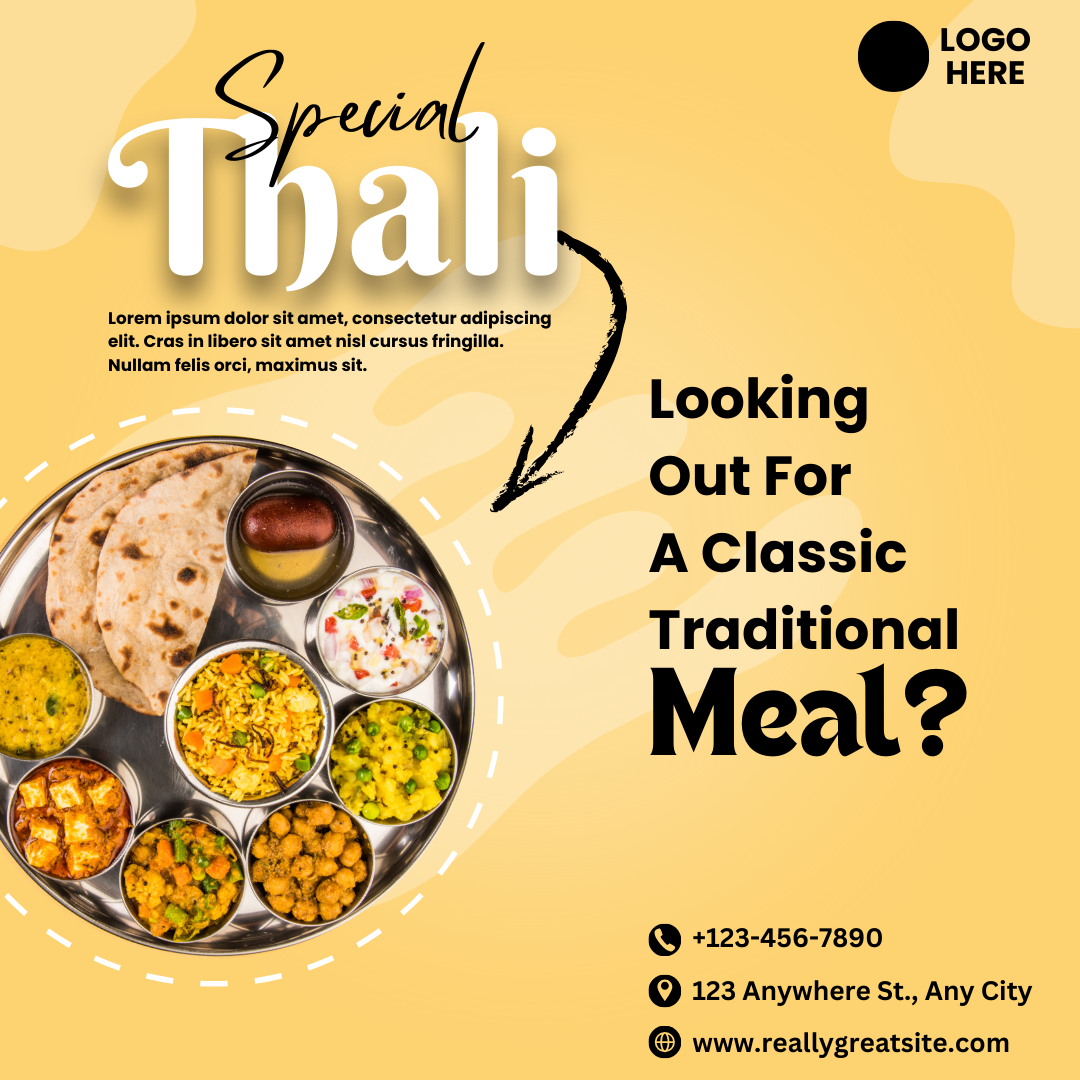 LOGO
HERE
Special
Thali
Lorem ipsum dolor sit amet, consectetur adipiscing
elit. Cras in libero sit amet nisl cursus fringilla.
Nullam felis orci, maximus sit.
Looking
Out For
A Classic
Traditional
Meal?
+123-456-7890
123 Anywhere St., Any City
www.reallygreatsite.com